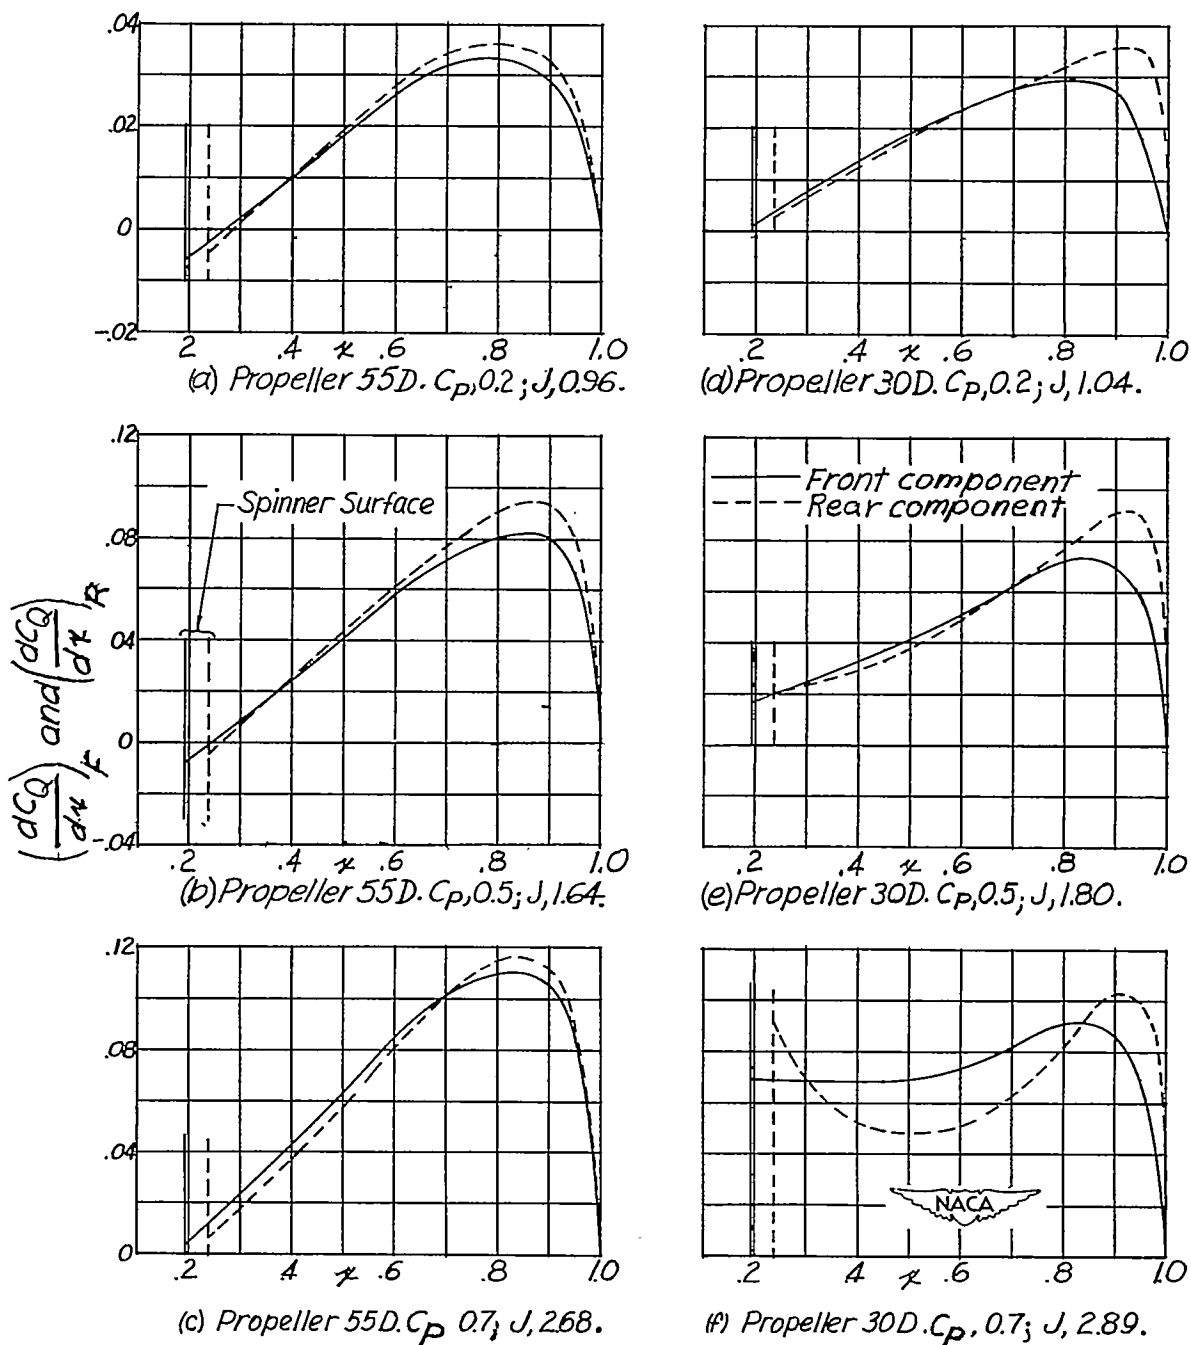 .04
.02
0
-.02
2 .4 x .6 .8 1.0
(a) Propeller 55D. Cp, 0.2; J, 0.96.
.2 .4 x .6 .8 1.0
(d) Propeller 30D. Cp, 0.2; J, 1.04.
.12
.08
.04
0
-.04
Spinner Surface
(dCQ/dx)F and (dCQ/dx)R
.2 .4 x .6 .8 1.0
(b) Propeller 55D. Cp, 0.5; J, 1.64.
Front component
Rear component
.2 .4 x .6 .8 1.0
(e) Propeller 30D. Cp, 0.5; J, 1.80.
.12
.08
.04
0
.2 .4 x .6 .8 1.0
(c) Propeller 55D. Cp 0.7; J, 2.68.
NACA
.2 .4 x .6 .8 1.0
(f) Propeller 30D. Cp, 0.7; J, 2.89.